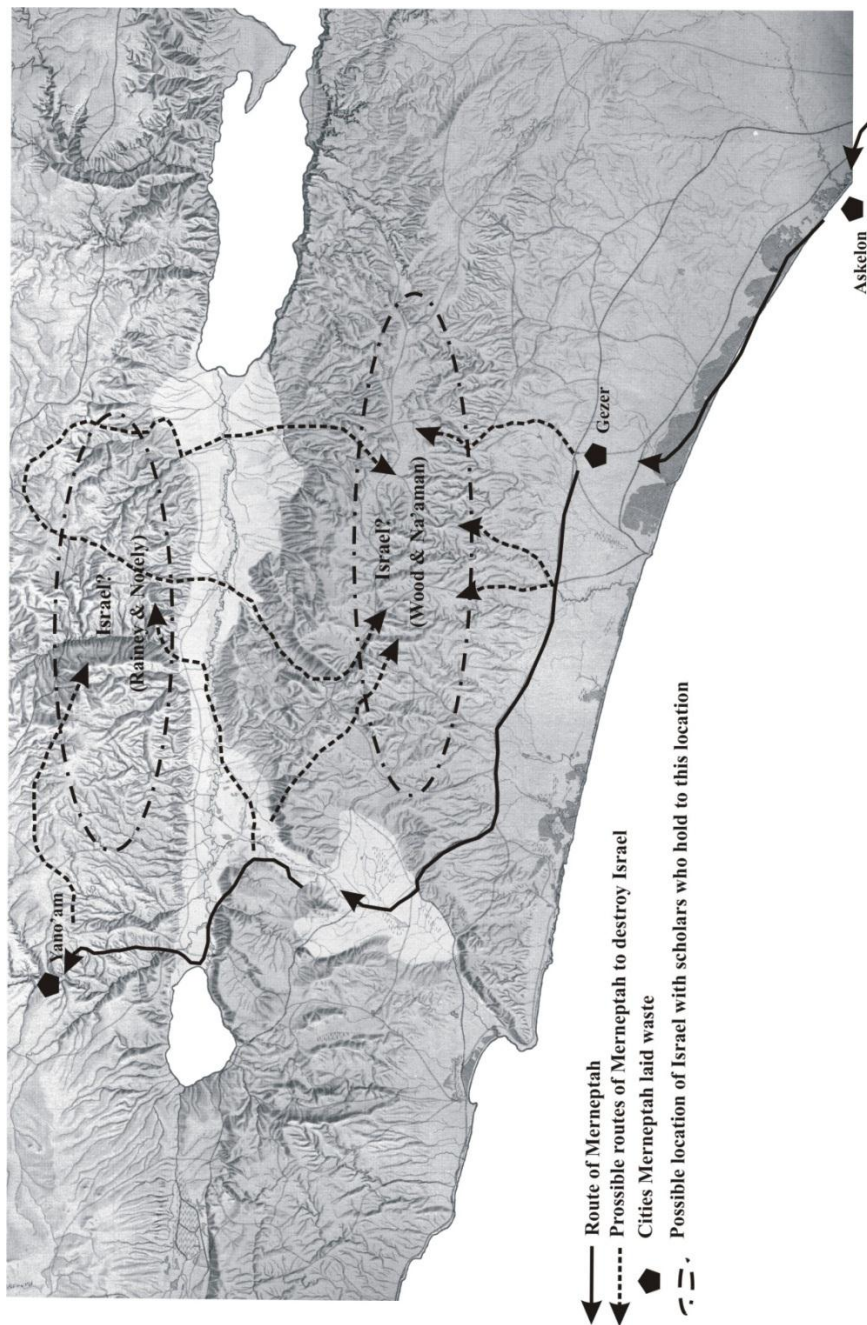 Yano'am
Israel?
(Rainey & Notely)
Israel?
(Wood & Na'aman)
Gezer
Askelon
Route of Merneptah
Prossible routes of Merneptah to destroy Israel
Cities Merneptah laid waste
Possible location of Israel with scholars who hold to this location